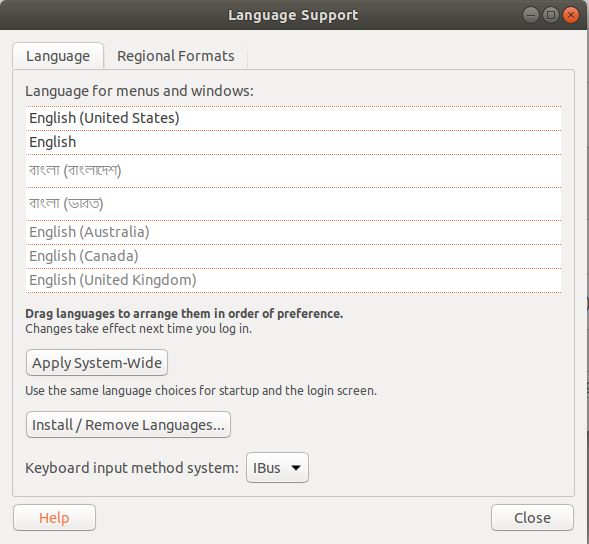 Language Support
Language
Regional Formats
Language for menus and windows:
English (United States)
English
বাংলা (বাংলাদেশ)
বাংলা (ভারত)
English (Australia)
English (Canada)
English (United Kingdom)
Drag languages to arrange them in order of preference.
Changes take effect next time you log in.
Apply System-Wide
Use the same language choices for startup and the login screen.
Install / Remove Languages...
Keyboard input method system: IBus
Help
Close